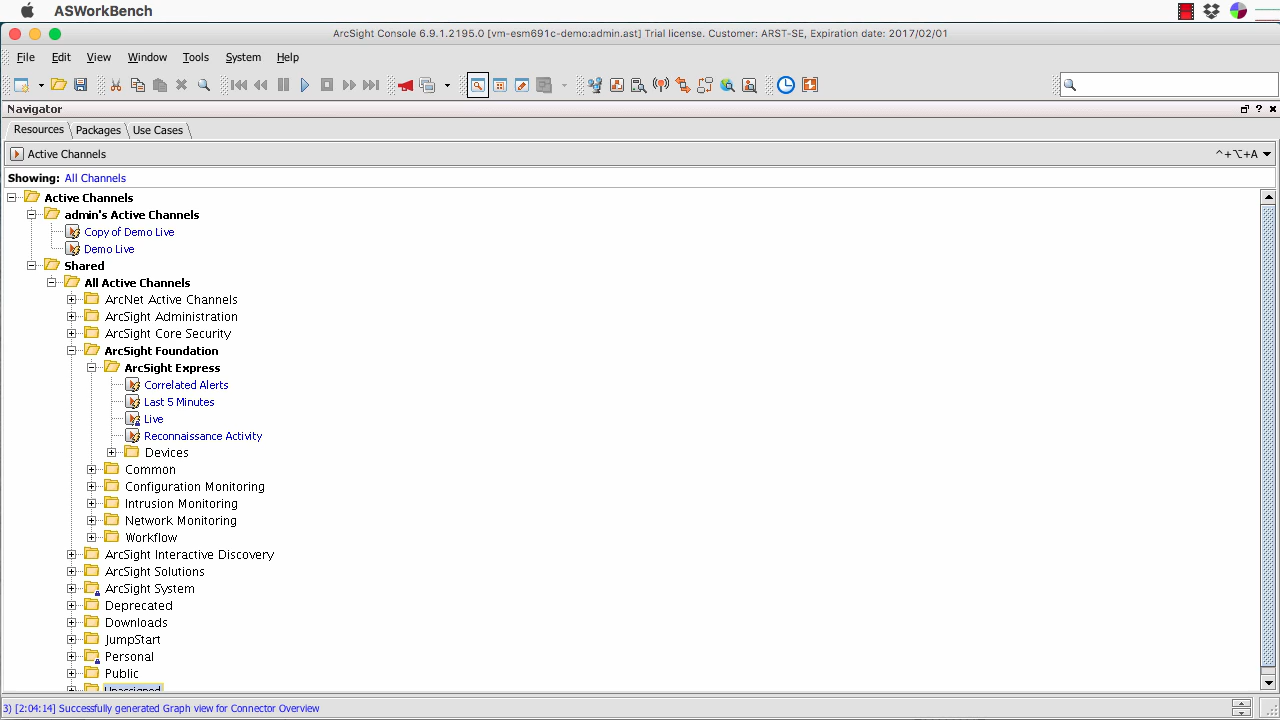 ASWorkBench
ArcSight Console 6.9.1.2195.0 [vm-esm691c-demo:admin.ast] Trial license. Customer: ARST-SE, Expiration date: 2017/02/01
File Edit View Window Tools System Help
Navigator
Resources Packages Use Cases
Active Channels ^+⌥+A
Showing: All Channels
Active Channels
admin's Active Channels
Copy of Demo Live
Demo Live
Shared
All Active Channels
ArcNet Active Channels
ArcSight Administration
ArcSight Core Security
ArcSight Foundation
ArcSight Express
Correlated Alerts
Last 5 Minutes
Live
Reconnaissance Activity
Devices
Common
Configuration Monitoring
Intrusion Monitoring
Network Monitoring
Workflow
ArcSight Interactive Discovery
ArcSight Solutions
ArcSight System
Deprecated
Downloads
JumpStart
Personal
Public
Unassigned
3) [2:04:14] Successfully generated Graph view for Connector Overview